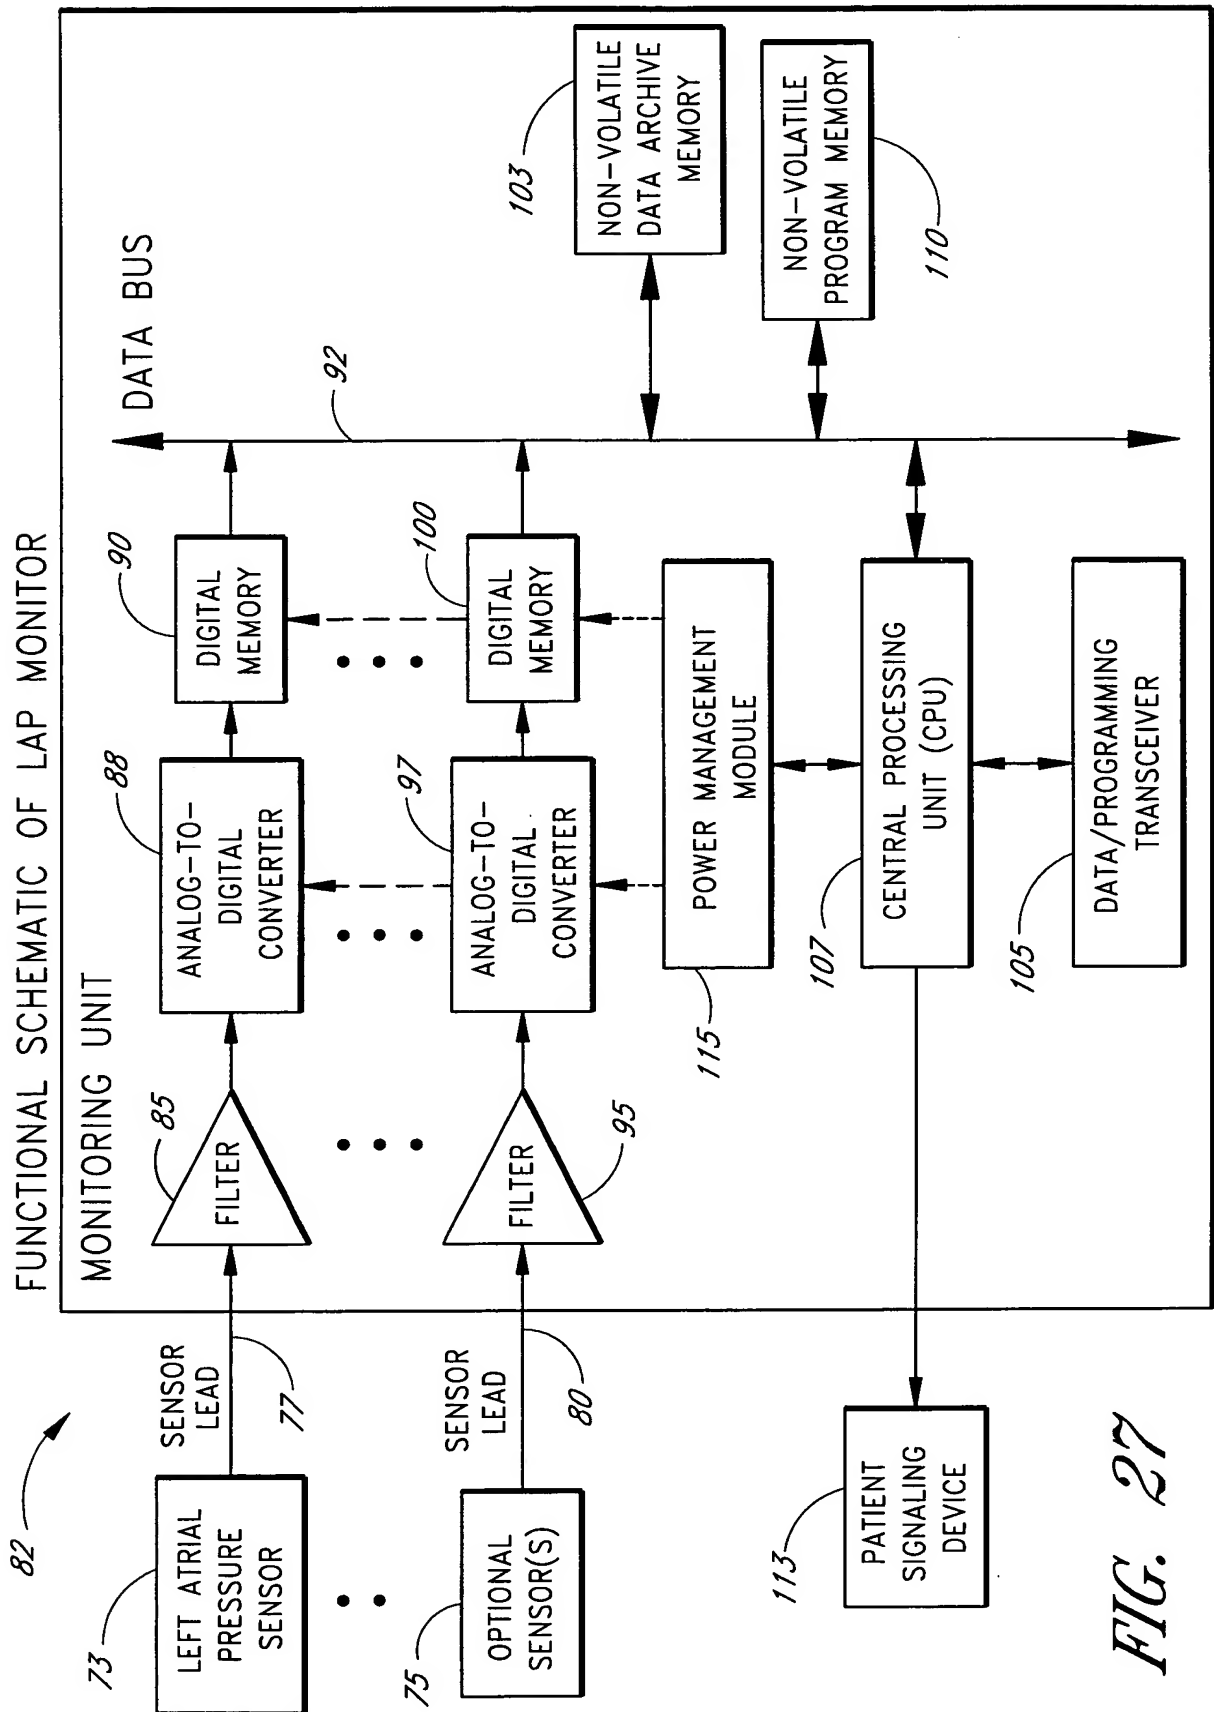 FUNCTIONAL SCHEMATIC OF LAP MONITOR
82
MONITORING UNIT
DATA BUS
73
LEFT ATRIAL
PRESSURE
SENSOR
SENSOR
LEAD
77
85
FILTER
88
ANALOG-TO-
DIGITAL
CONVERTER
90
DIGITAL
MEMORY
92
75
OPTIONAL
SENSOR(S)
SENSOR
LEAD
80
95
FILTER
97
ANALOG-TO-
DIGITAL
CONVERTER
100
DIGITAL
MEMORY
103
NON-VOLATILE
DATA ARCHIVE
MEMORY
115
POWER MANAGEMENT
MODULE
NON-VOLATILE
PROGRAM MEMORY
110
113
PATIENT
SIGNALING
DEVICE
107
CENTRAL PROCESSING
UNIT (CPU)
105
DATA/PROGRAMMING
TRANSCEIVER
FIG. 27